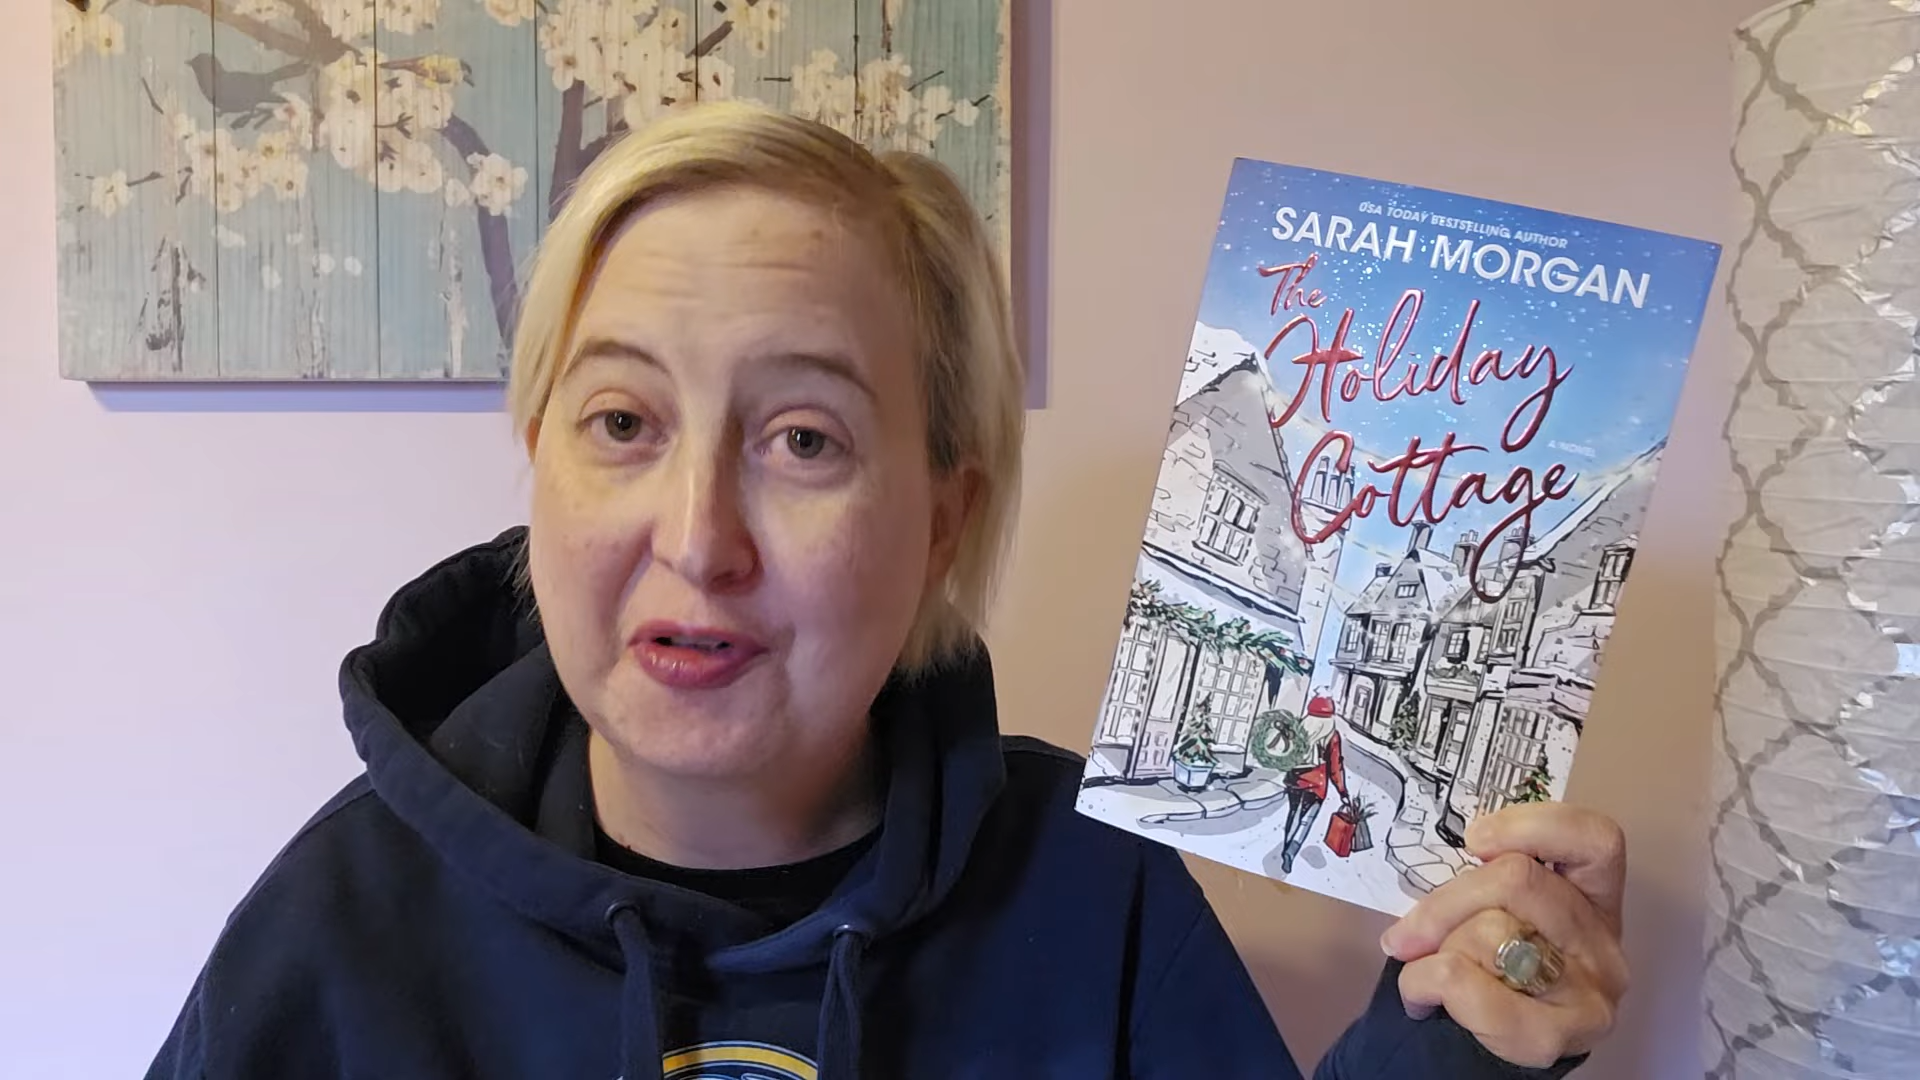 USA TODAY BESTSELLING AUTHOR
SARAH MORGAN
The
Holiday
A NOVEL
Cottage